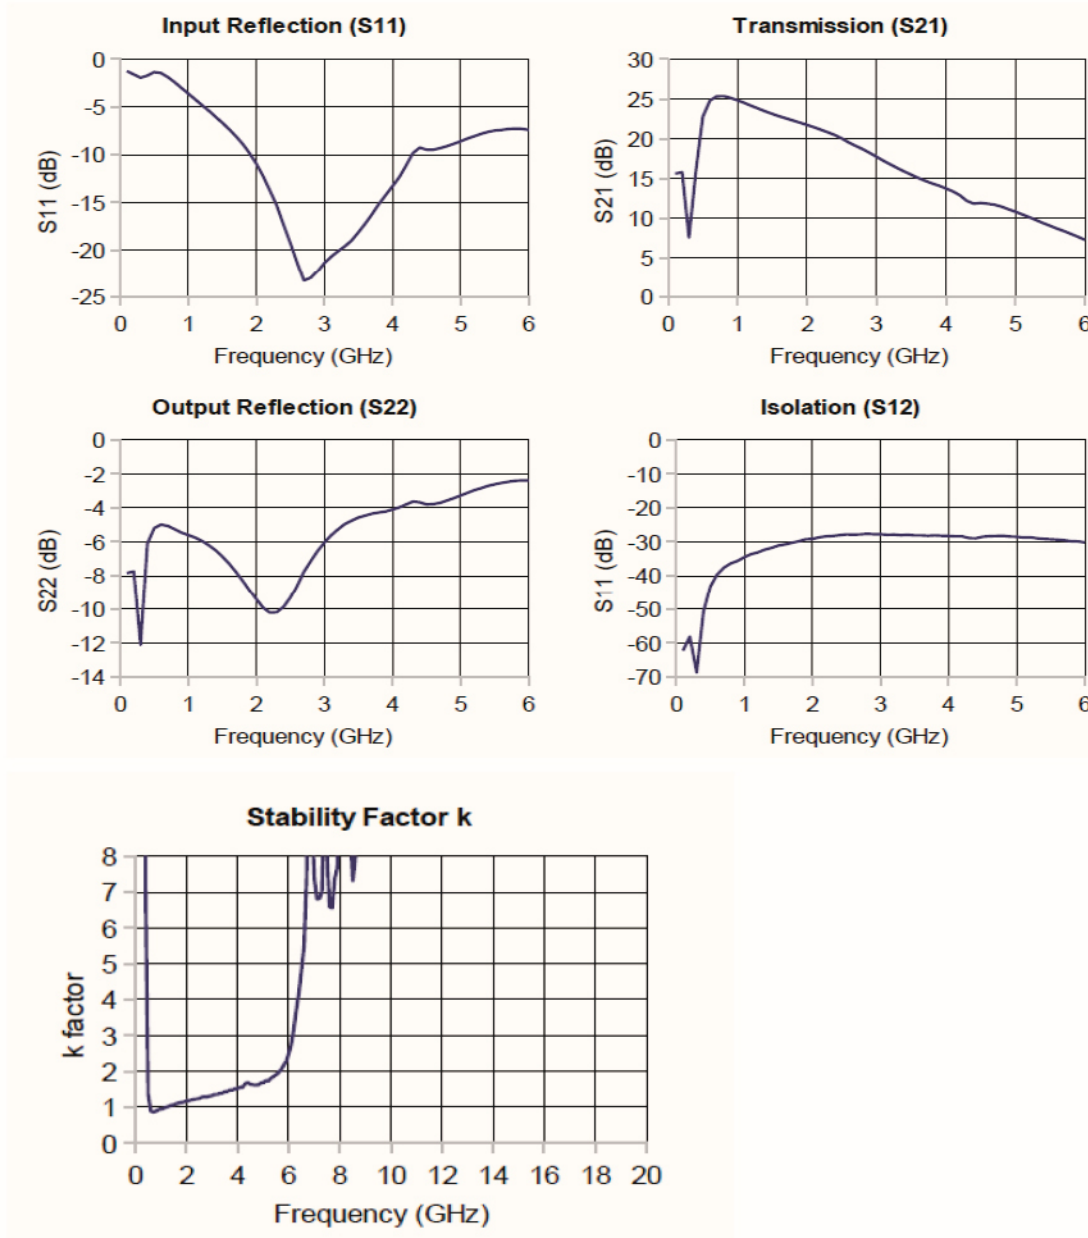 Input Reflection (S11)
0
-5
-10
-15
-20
-25
S11 (dB)
0 1 2 3 4 5 6
Frequency (GHz)
Transmission (S21)
30
25
20
15
10
5
0
S21 (dB)
0 1 2 3 4 5 6
Frequency (GHz)
Output Reflection (S22)
0
-2
-4
-6
-8
-10
-12
-14
S22 (dB)
0 1 2 3 4 5 6
Frequency (GHz)
Isolation (S12)
0
-10
-20
-30
-40
-50
-60
-70
S11 (dB)
0 1 2 3 4 5 6
Frequency (GHz)
Stability Factor k
8
7
6
5
4
3
2
1
0
k factor
0 2 4 6 8 10 12 14 16 18 20
Frequency (GHz)